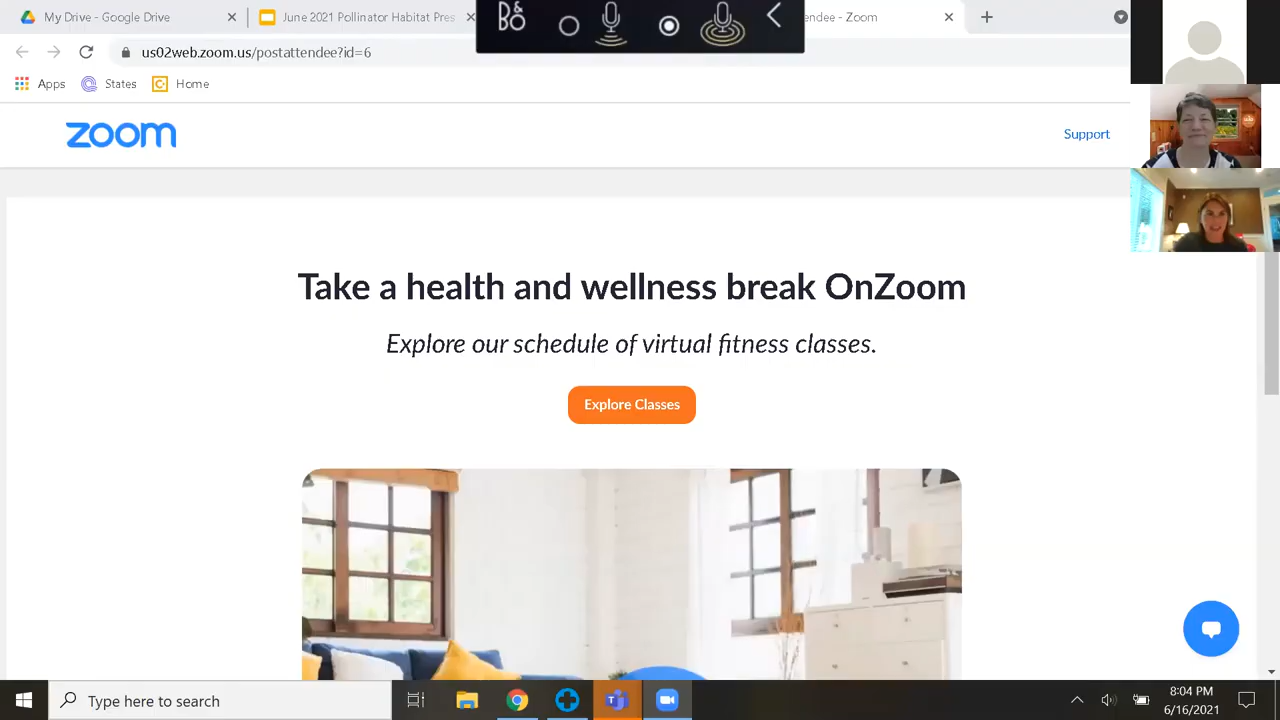 My Drive - Google Drive
June 2021 Pollinator Habitat Pres
endee - Zoom
B&O
us02web.zoom.us/postattendee?id=6
Apps
States
Home
zoom
Support
Take a health and wellness break OnZoom
Explore our schedule of virtual fitness classes.
Explore Classes
Type here to search
8:04 PM
6/16/2021